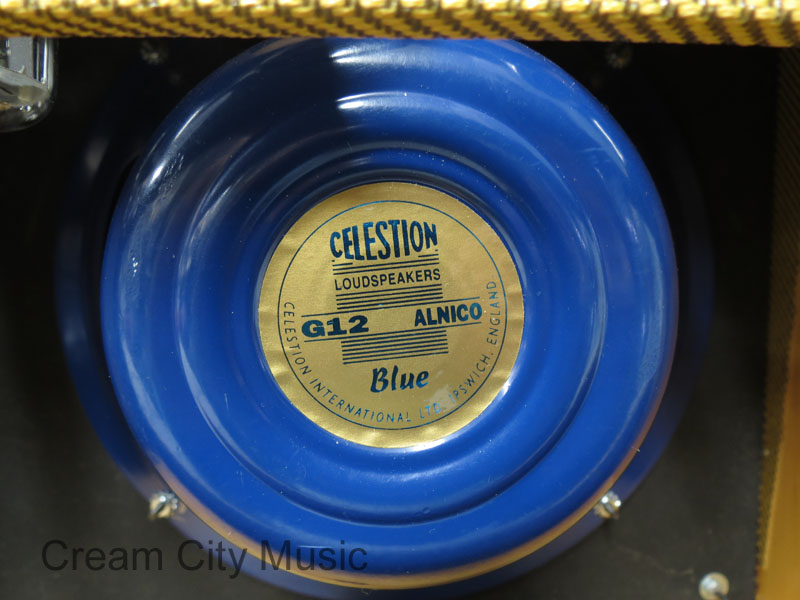 CELESTION
LOUDSPEAKERS
G12 ALNICO
Blue
CELESTION INTERNATIONAL LTD. IPSWICH, ENGLAND
Cream City Music